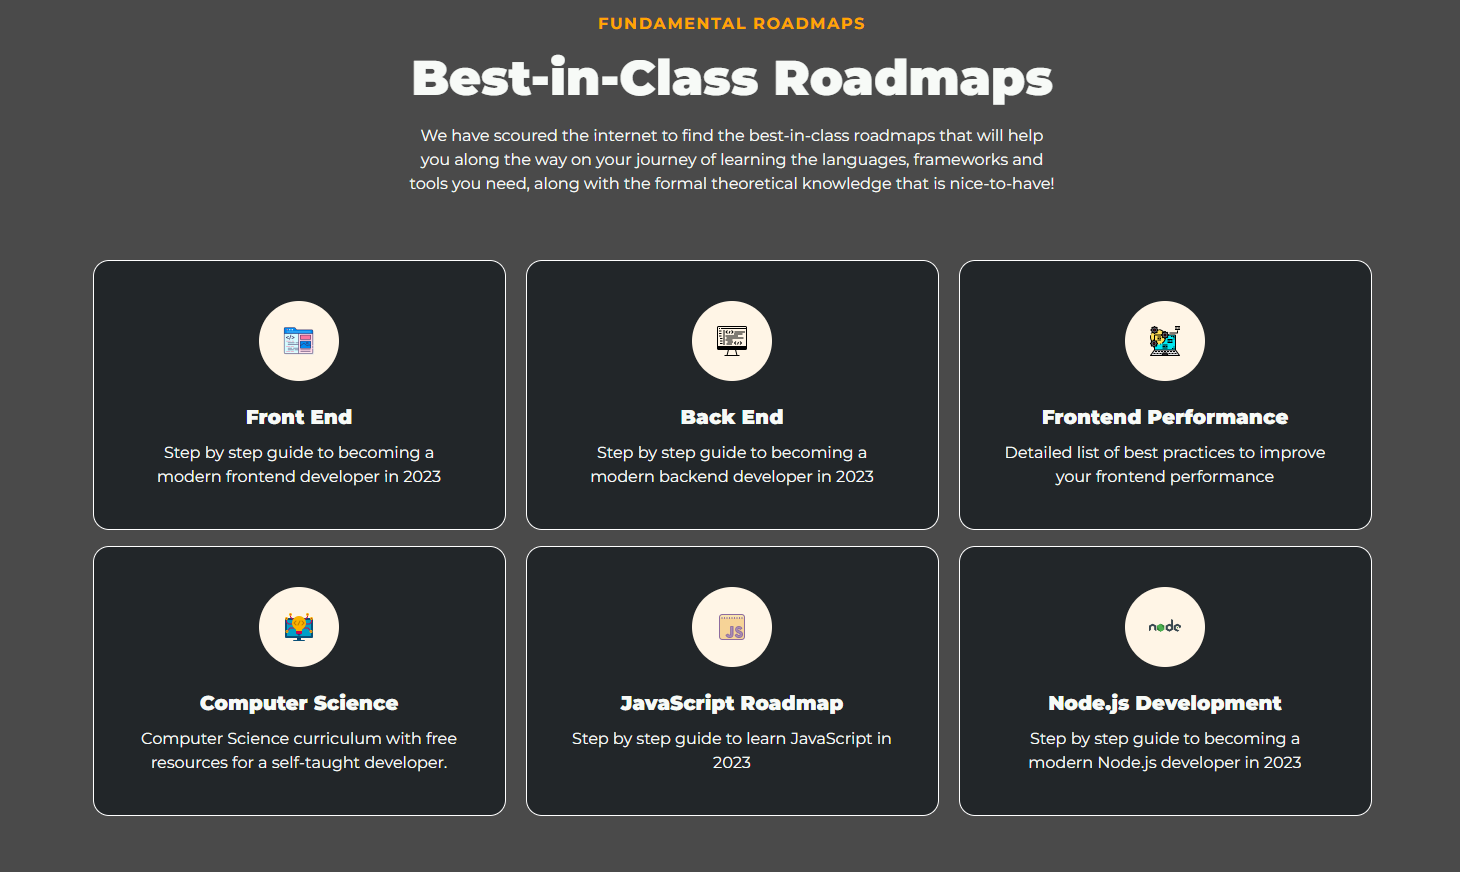 FUNDAMENTAL ROADMAPS
Best-in-Class Roadmaps
We have scoured the internet to find the best-in-class roadmaps that will help
you along the way on your journey of learning the languages, frameworks and
tools you need, along with the formal theoretical knowledge that is nice-to-have!
Front End
Step by step guide to becoming a
modern frontend developer in 2023
Back End
Step by step guide to becoming a
modern backend developer in 2023
Frontend Performance
Detailed list of best practices to improve
your frontend performance
Computer Science
Computer Science curriculum with free
resources for a self-taught developer.
JS
JavaScript Roadmap
Step by step guide to learn JavaScript in
2023
node
Node.js Development
Step by step guide to becoming a
modern Node.js developer in 2023